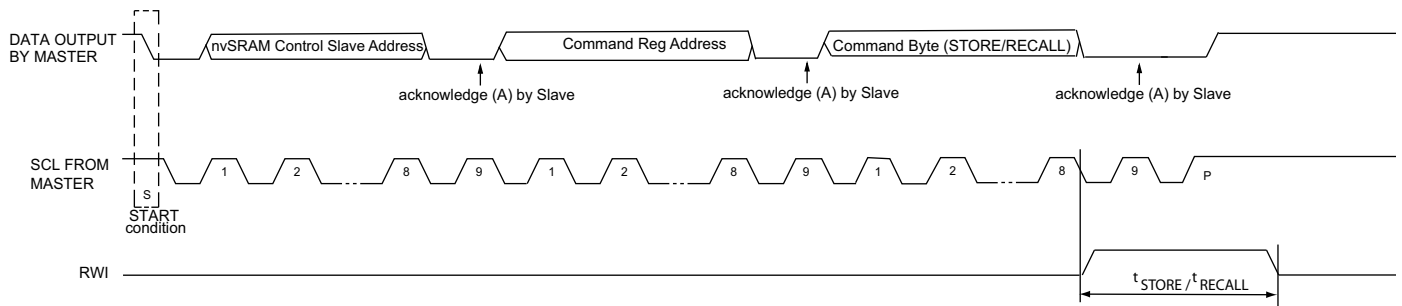 DATA OUTPUT
BY MASTER
nvSRAM Control Slave Address
Command Reg Address
Command Byte (STORE/RECALL)
acknowledge (A) by Slave
acknowledge (A) by Slave
acknowledge (A) by Slave
SCL FROM
MASTER
1 2 8 9 1 2 8 9 1 2 8 9 P
S
START
condition
RWI
tSTORE / tRECALL